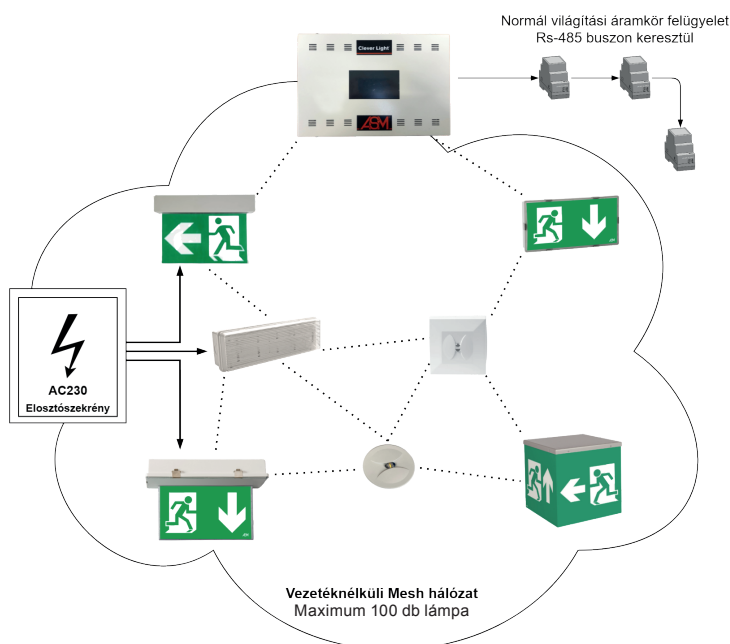 Normál világítási áramkör felügyelet
Rs-485 buszon keresztül
Clever Light
ASM
AC230
Elosztószekrény
Vezetéknélküli Mesh hálózat
Maximum 100 db lámpa